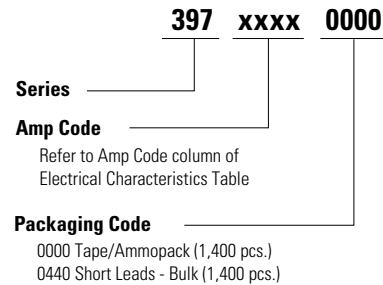 397 xxxx 0000
Series
Amp Code
Refer to Amp Code column of
Electrical Characteristics Table
Packaging Code
0000 Tape/Ammopack (1,400 pcs.)
0440 Short Leads - Bulk (1,400 pcs.)